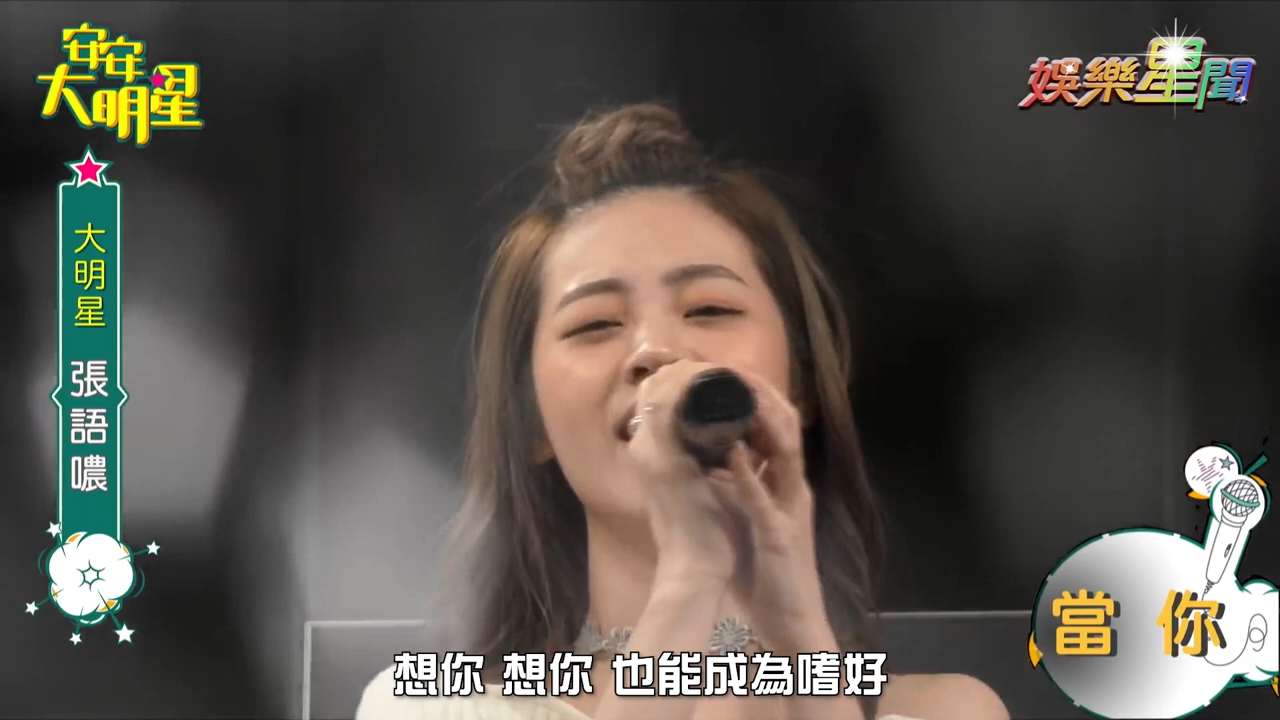 安安
大明星
娛樂星聞
大明星
張語噥
當你
想你 想你 也能成為嗜好